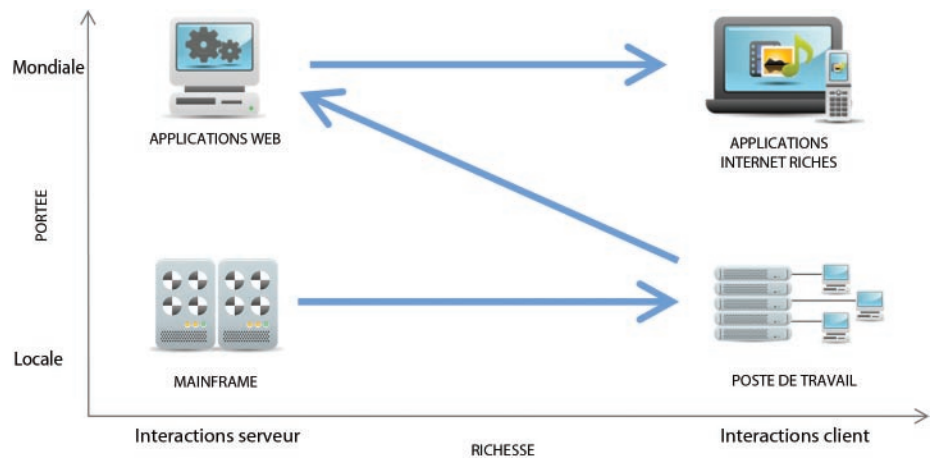 Mondiale
APPLICATIONS WEB
APPLICATIONS
INTERNET RICHES
PORTEE
Locale
MAINFRAME
POSTE DE TRAVAIL
Interactions serveur
RICHESSE
Interactions client